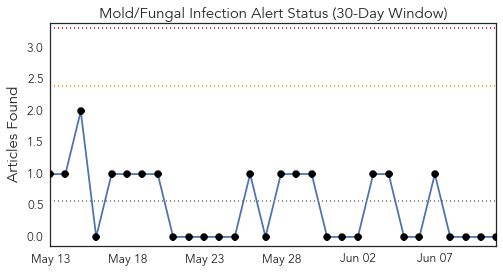 Mold/Fungal Infection Alert Status (30-Day Window)
Articles Found
3.0
2.5
2.0
1.5
1.0
0.5
0.0
May 13
May 18
May 23
May 28
Jun 02
Jun 07